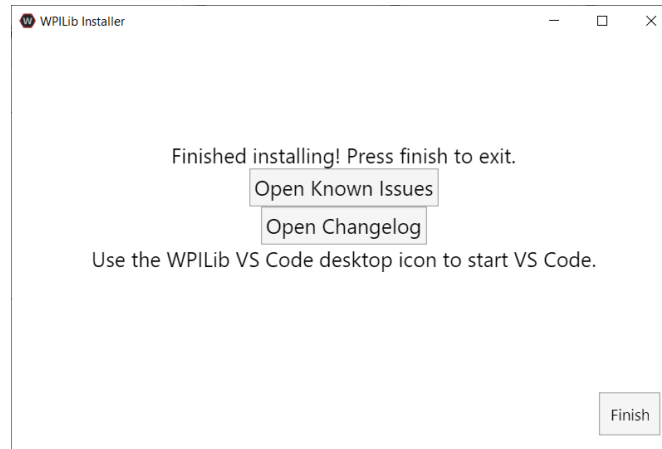 W WPILib Installer
Finished installing! Press finish to exit.
Open Known Issues
Open Changelog
Use the WPILib VS Code desktop icon to start VS Code.
Finish